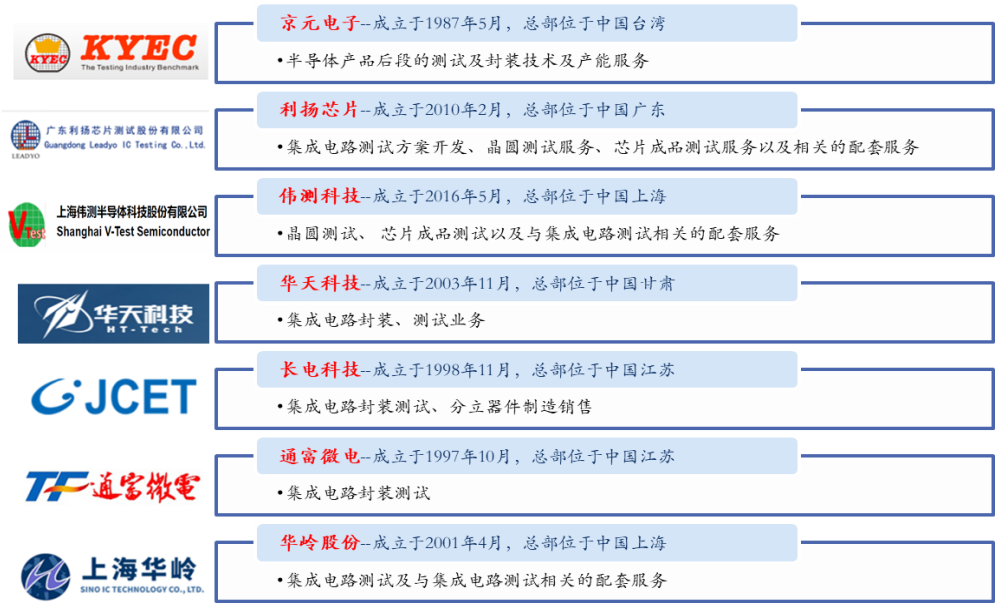 KYEC
KYEC
The Testing Industry Benchmark
京元电子--成立于1987年5月，总部位于中国台湾
•半导体产品后段的测试及封装技术及产能服务
LEADYO
广东利扬芯片测试股份有限公司
Guangdong Leadyo IC Testing Co.,Ltd.
利扬芯片--成立于2010年2月，总部位于中国广东
•集成电路测试方案开发、晶圆测试服务、芯片成品测试服务以及相关的配套服务
V-Test
上海伟测半导体科技股份有限公司
Shanghai V-Test Semiconductor
伟测科技--成立于2016年5月，总部位于中国上海
•晶圆测试、 芯片成品测试以及与集成电路测试相关的配套服务
华天科技
HT-Tech
华天科技--成立于2003年11月，总部位于中国甘肃
•集成电路封装、测试业务
JCET
长电科技--成立于1998年11月，总部位于中国江苏
•集成电路封装测试、分立器件制造销售
TF-通富微電
通富微电--成立于1997年10月，总部位于中国江苏
•集成电路封装测试
上海华岭
SINO IC TECHNOLOGY CO., LTD.
华岭股份--成立于2001年4月，总部位于中国上海
•集成电路测试及与集成电路测试相关的配套服务